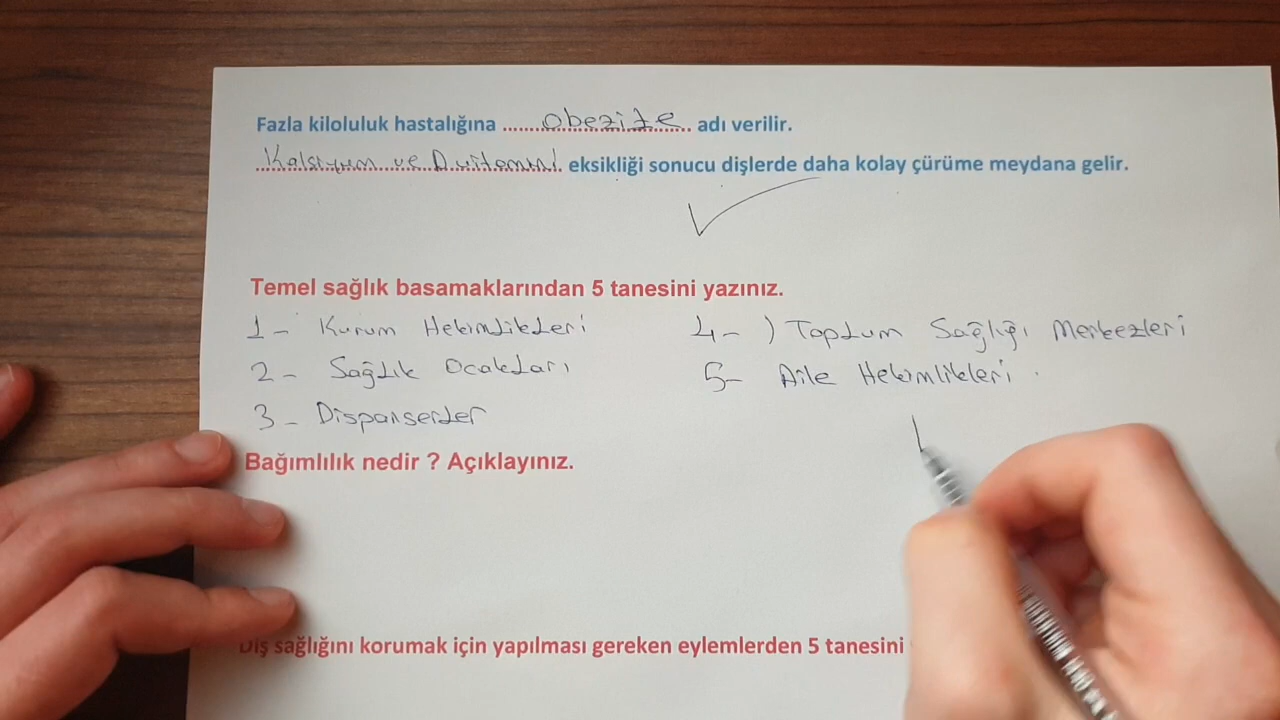 Fazla kiloluluk hastalığına ......obezite...... adı verilir.
Kalsiyum ve D vitamini eksikliği sonucu dişlerde daha kolay çürüme meydana gelir.
Temel sağlık basamaklarından 5 tanesini yazınız.
1- Kurum Hekimlikleri
2- Sağlık Ocakları
3- Dispanserler
4- ) Toplum Sağlığı Merkezleri
5- Aile Hekimlikleri
Bağımlılık nedir ? Açıklayınız.
Diş sağlığını korumak için yapılması gereken eylemlerden 5 tanesini